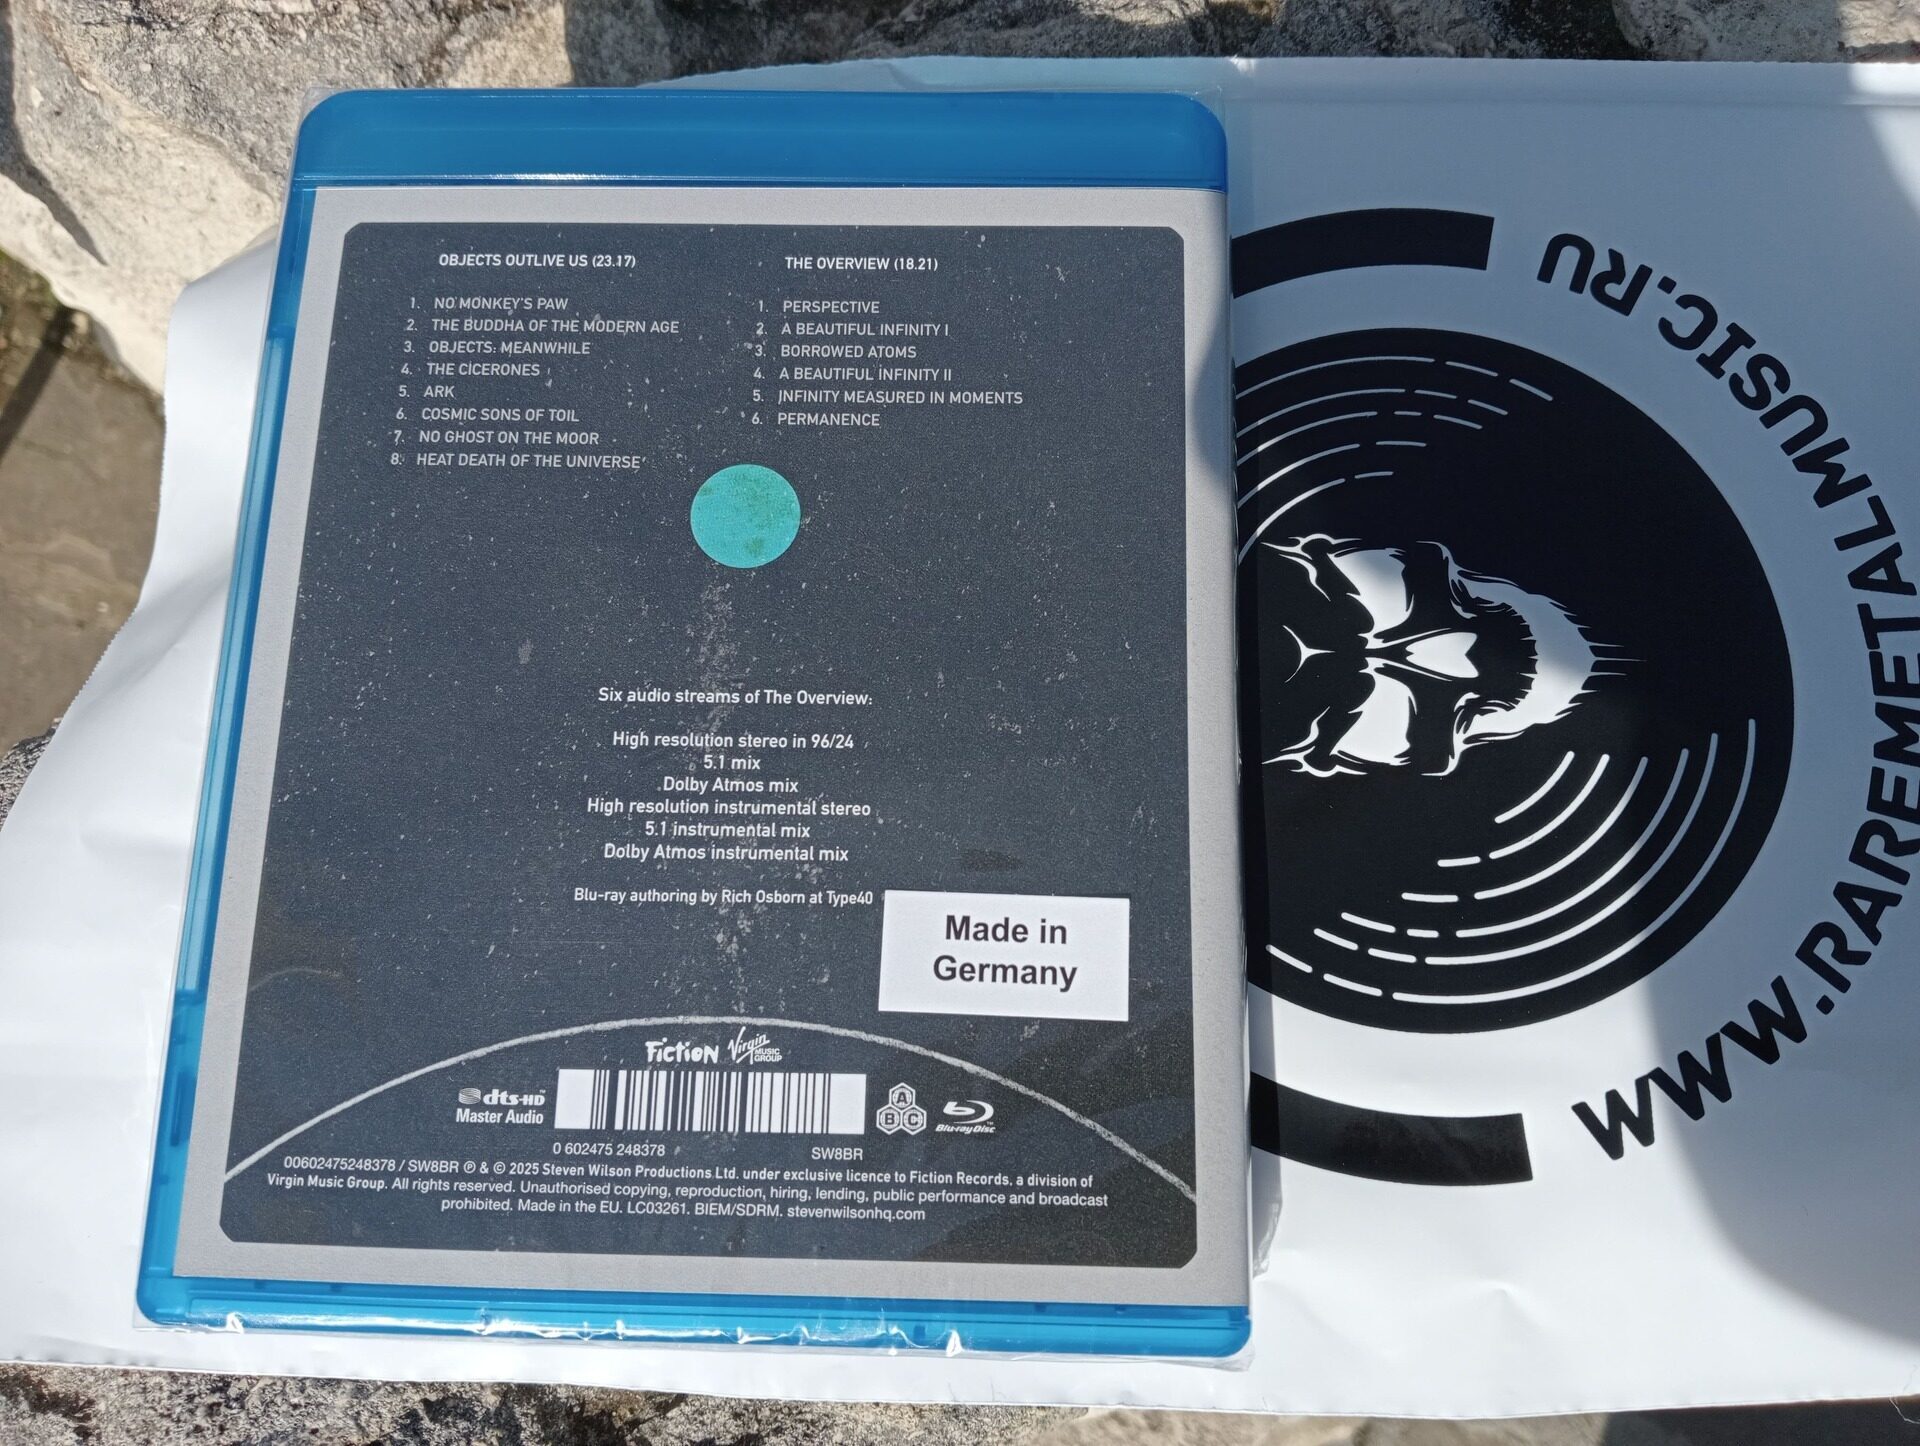 OBJECTS OUTLIVE US (23.17)
1. NO MONKEY'S PAW
2. THE BUDDHA OF THE MODERN AGE
3. OBJECTS: MEANWHILE
4. THE CICERONES
5. ARK
6. COSMIC SONS OF TOIL
7. NO GHOST ON THE MOOR
8. HEAT DEATH OF THE UNIVERSE
THE OVERVIEW (18.21)
1. PERSPECTIVE
2. A BEAUTIFUL INFINITY I
3. BORROWED ATOMS
4. A BEAUTIFUL INFINITY II
5. INFINITY MEASURED IN MOMENTS
6. PERMANENCE
Six audio streams of The Overview:
High resolution stereo in 96/24
5.1 mix
Dolby Atmos mix
High resolution instrumental stereo
5.1 instrumental mix
Dolby Atmos instrumental mix
Blu-ray authoring by Rich Osborn at Type40
Made in
Germany
Fiction Virgin MUSIC GROUP
dts-HD
Master Audio
A B C
Blu-ray Disc
0 602475 248378 SW8BR
00602475248378 / SW8BR ℗ & © 2025 Steven Wilson Productions Ltd. under exclusive licence to Fiction Records, a division of
Virgin Music Group. All rights reserved. Unauthorised copying, reproduction, hiring, lending, public performance and broadcast
prohibited. Made in the EU. LC03261. BIEM/SDRM. stevenwilsonhq.com
WWW.RAREMETALMUSIC.RU